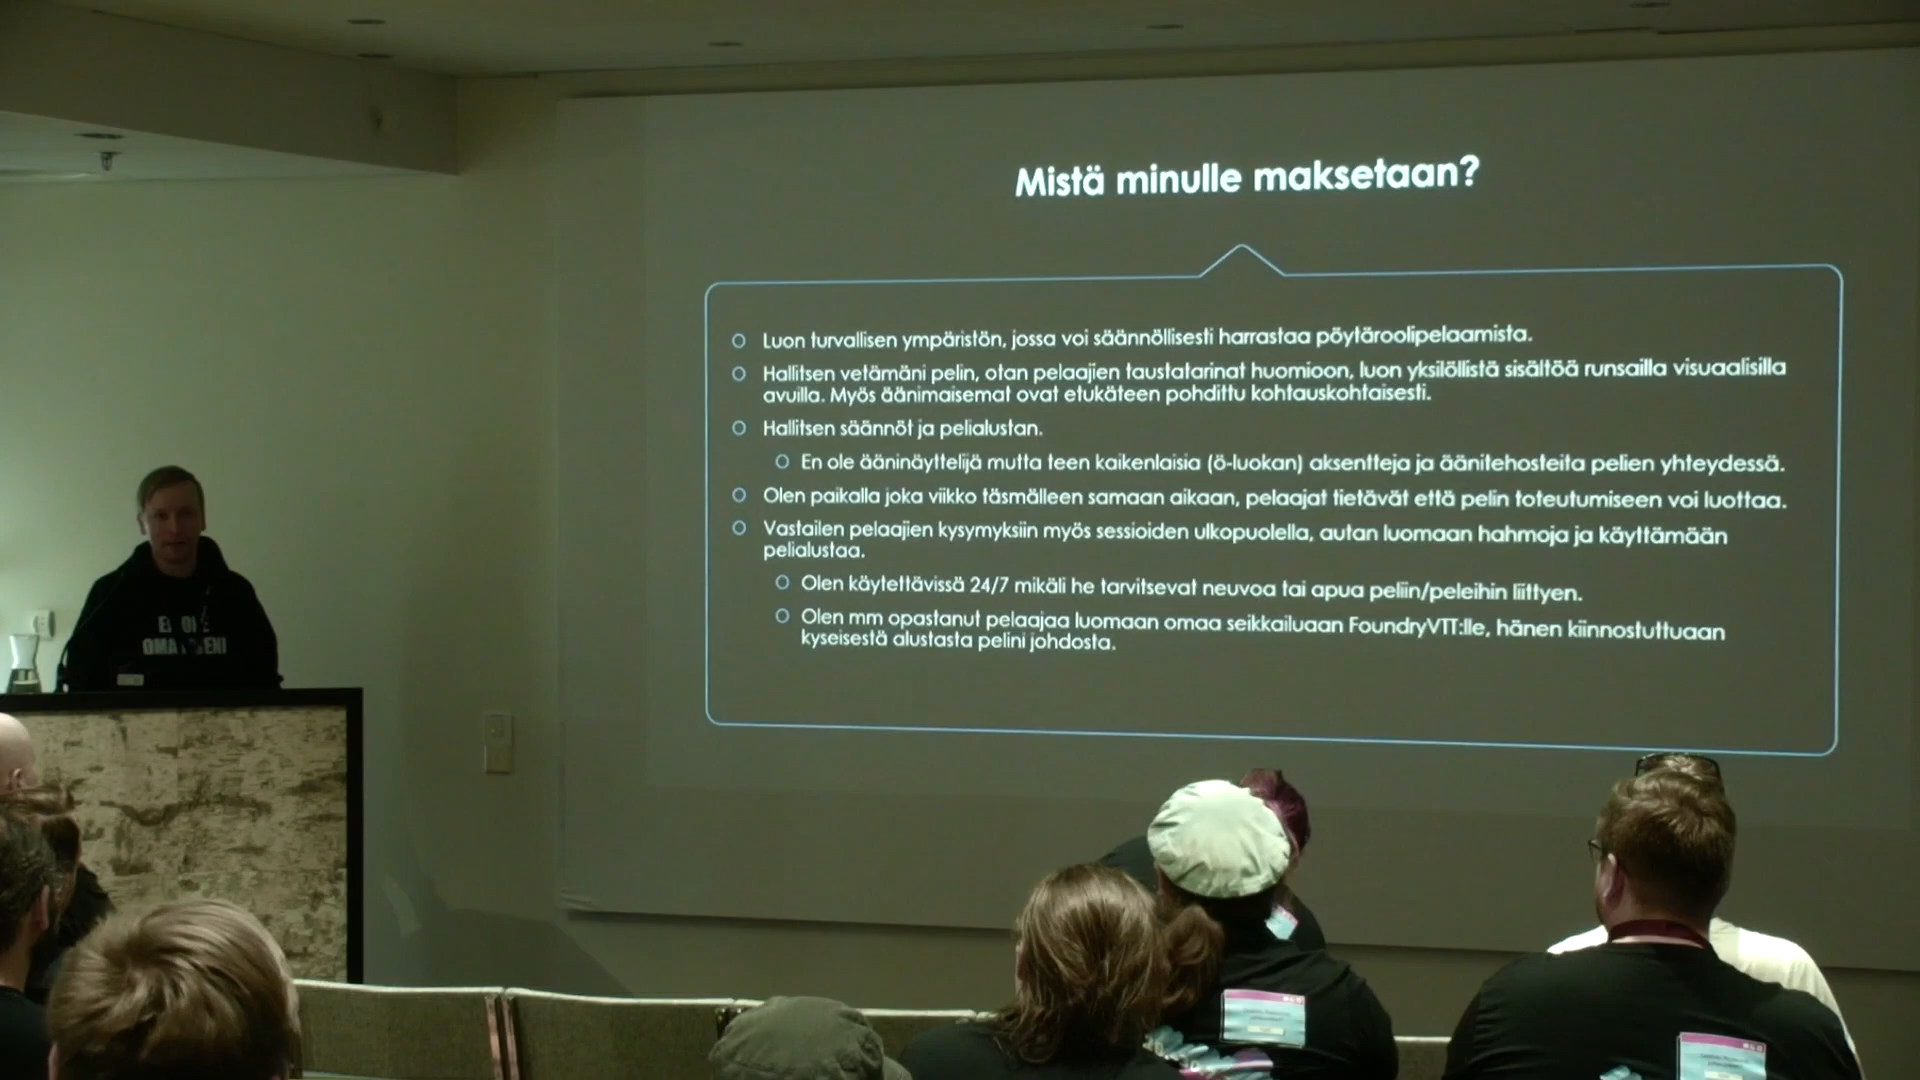 Mistä minulle maksetaan?
Luon turvallisen ympäristön, jossa voi säännöllisesti harrastaa pöytäroolipelaamista.
Hallitsen vetämäni pelin, otan pelaajien taustatarinat huomioon, luon yksilöllistä sisältöä runsailla visuaalisilla
avuilla. Myös äänimaisemat ovat etukäteen pohdittu kohtauskohtaisesti.
Hallitsen säännöt ja pelialustan.
En ole ääninäyttelijä mutta teen kaikenlaisia (ö-luokan) aksentteja ja äänitehosteita pelien yhteydessä.
Olen paikalla joka viikko täsmälleen samaan aikaan, pelaajat tietävät että pelin toteutumiseen voi luottaa.
Vastailen pelaajien kysymyksiin myös sessioiden ulkopuolella, autan luomaan hahmoja ja käyttämään
pelialustaa.
Olen käytettävissä 24/7 mikäli he tarvitsevat neuvoa tai apua peliin/peleihin liittyen.
Olen mm opastanut pelaajaa luomaan omaa seikkailuaan FoundryVTT:lle, hänen kiinnostuttuaan
kyseisestä alustasta pelini johdosta.